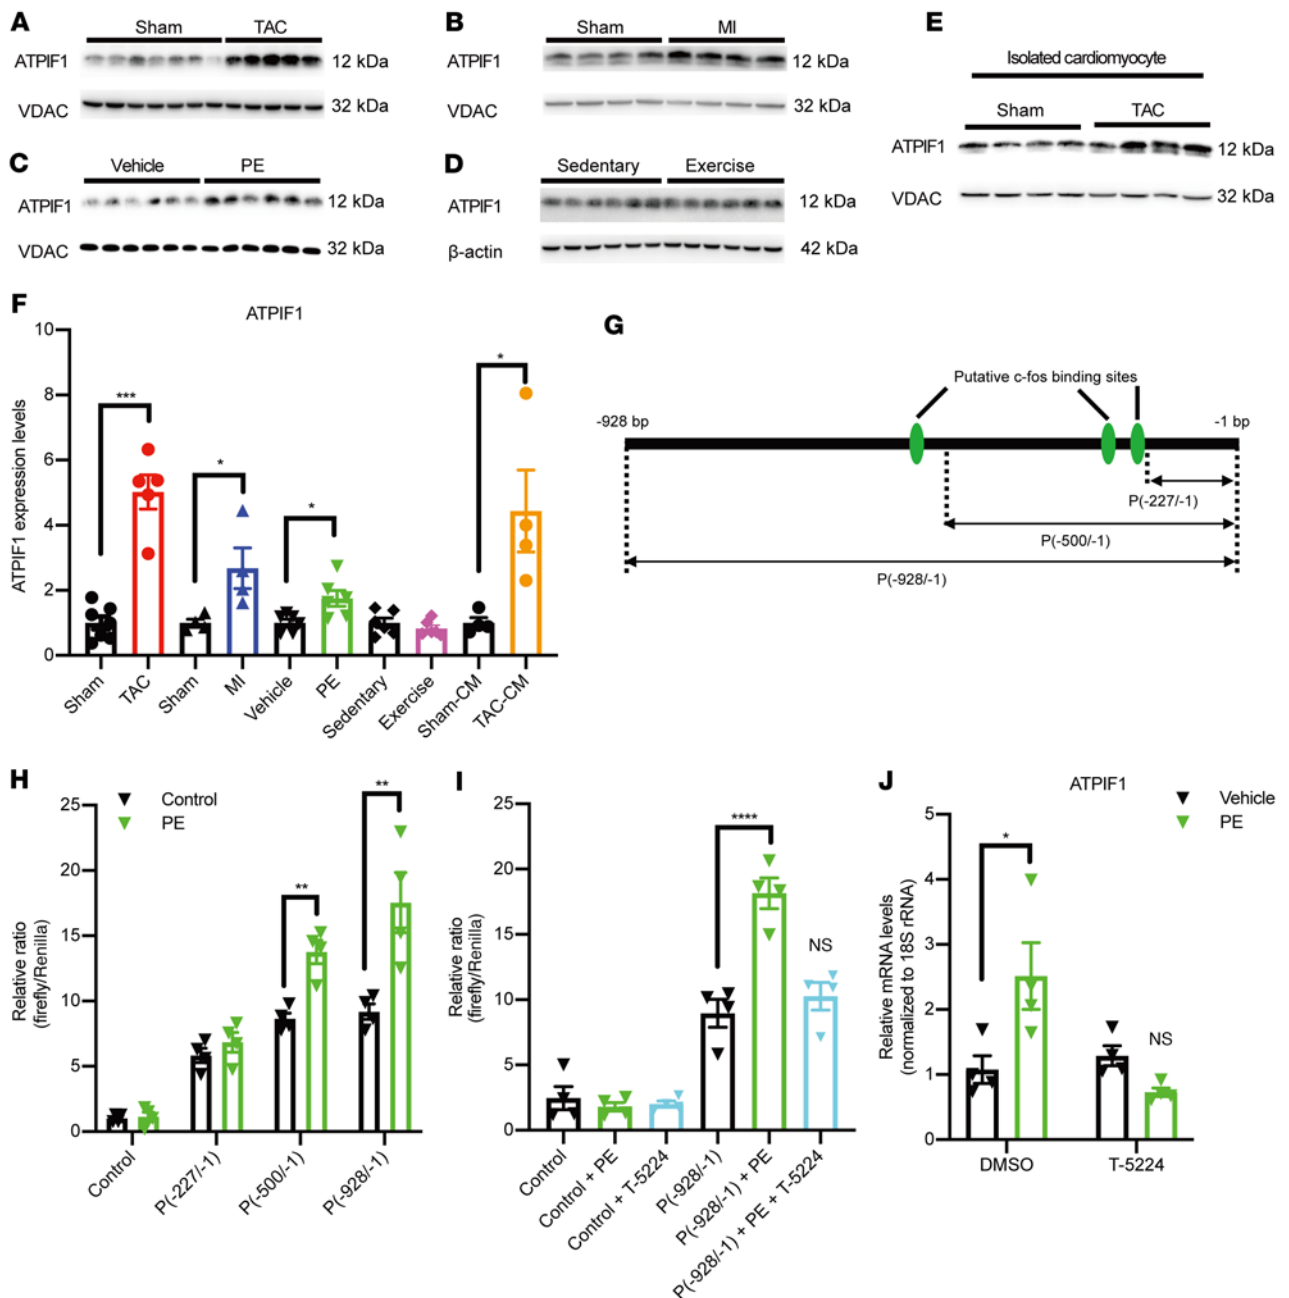 A
Sham TAC
ATPIF1 12 kDa
VDAC 32 kDa
B
Sham MI
ATPIF1 12 kDa
VDAC 32 kDa
C
Vehicle PE
ATPIF1 12 kDa
VDAC 32 kDa
D
Sedentary Exercise
ATPIF1 12 kDa
β-actin 42 kDa
E
Isolated cardiomyocyte
Sham TAC
ATPIF1 12 kDa
VDAC 32 kDa
F
ATPIF1
ATPIF1 expression levels
10
8
6
4
2
0
***
*
*
*
Sham
TAC
Sham
MI
Vehicle
PE
Sedentary
Exercise
Sham-CM
TAC-CM
G
Putative c-fos binding sites
-928 bp -1 bp
P(-227/-1)
P(-500/-1)
P(-928/-1)
H
Control
PE
Relative ratio
(firefly/Renilla)
25
20
15
10
5
0
**
**
Control
P(-227/-1)
P(-500/-1)
P(-928/-1)
I
Relative ratio
(firefly/Renilla)
25
20
15
10
5
0
****
NS
Control
Control + PE
Control + T-5224
P(-928/-1)
P(-928/-1) + PE
P(-928/-1) + PE + T-5224
J
ATPIF1
Vehicle
PE
Relative mRNA levels
(normalized to 18S rRNA)
5
4
3
2
1
0
*
NS
DMSO T-5224